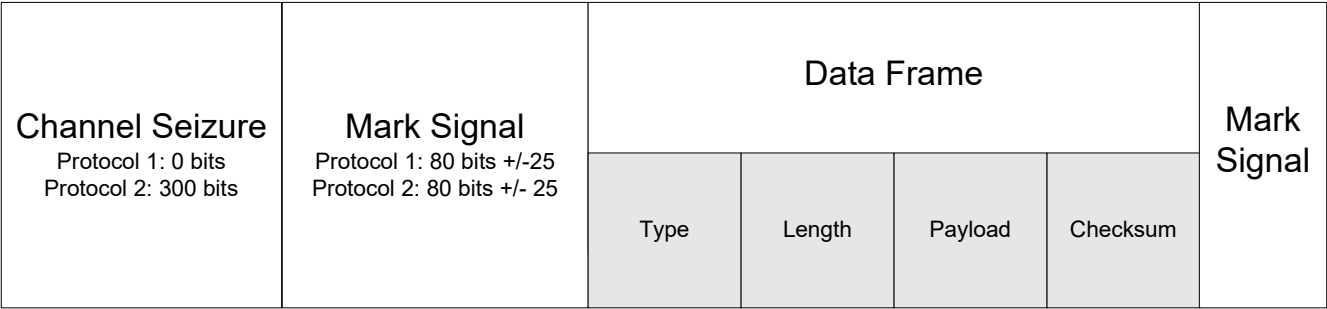 Channel Seizure
Protocol 1: 0 bits
Protocol 2: 300 bits
Mark Signal
Protocol 1: 80 bits +/-25
Protocol 2: 80 bits +/- 25
Data Frame
Type
Length
Payload
Checksum
Mark
Signal